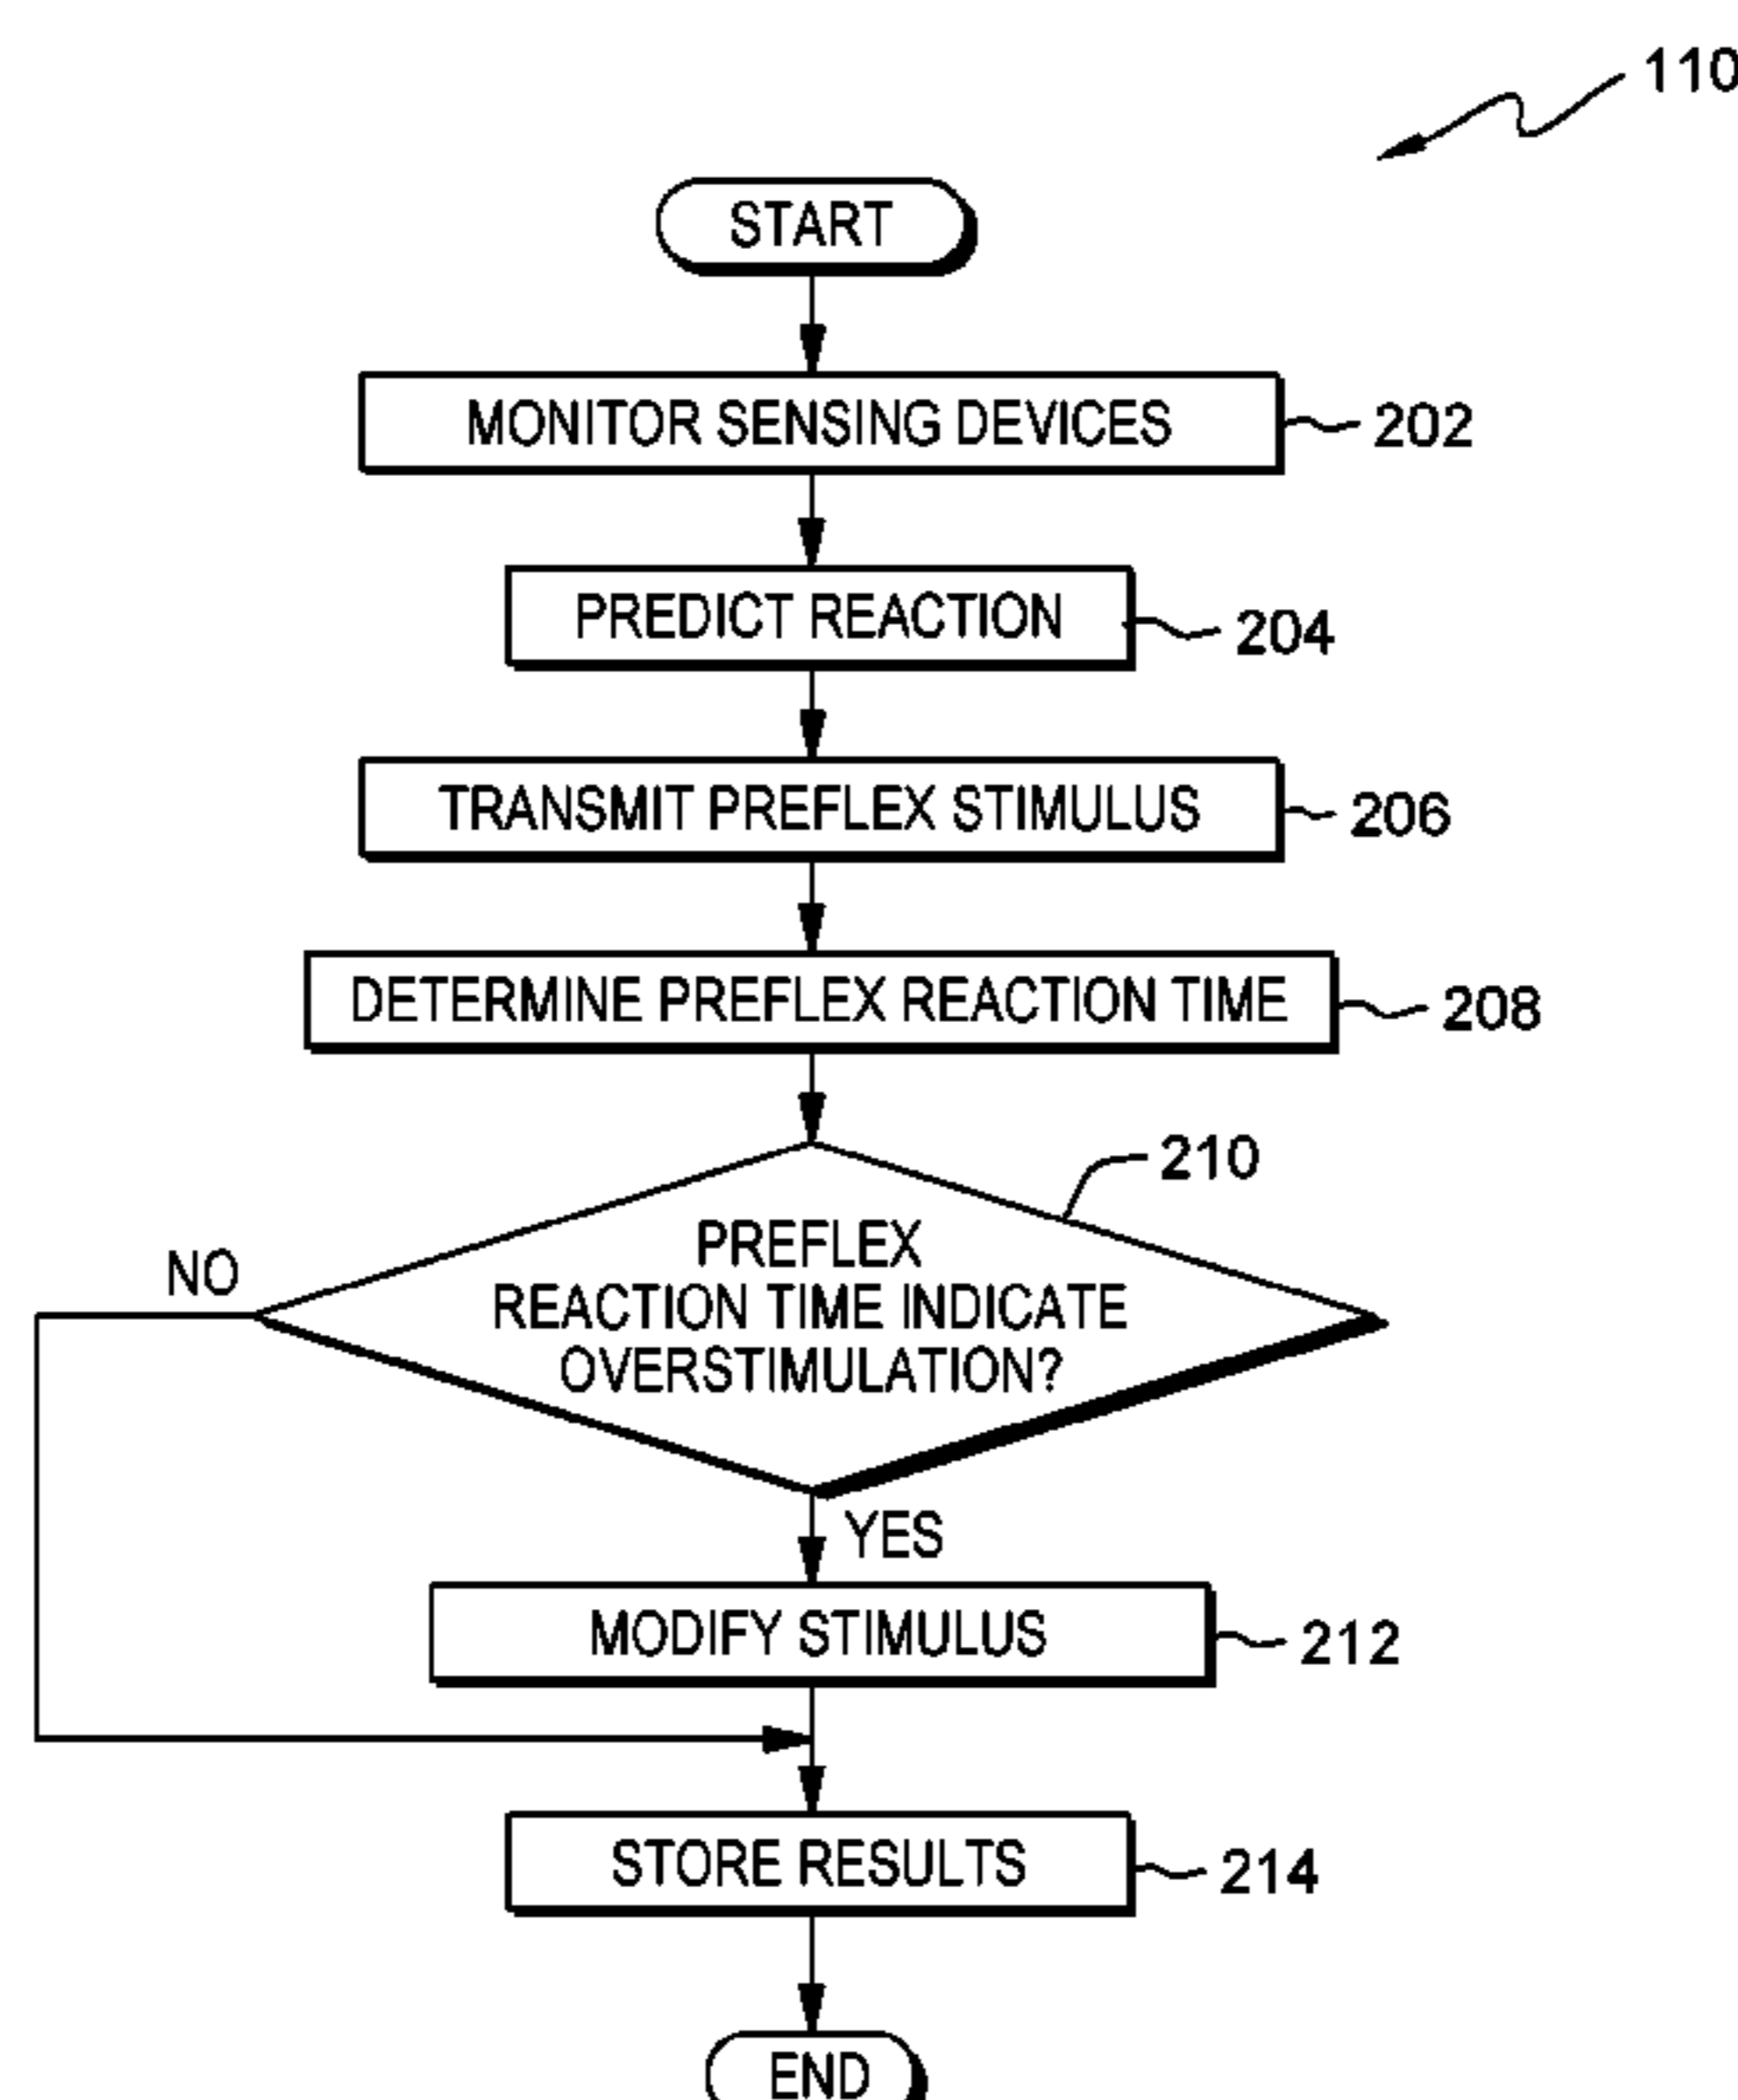 110
START
MONITOR SENSING DEVICES
202
PREDICT REACTION
204
TRANSMIT PREFLEX STIMULUS
206
DETERMINE PREFLEX REACTION TIME
208
210
PREFLEX
REACTION TIME INDICATE
OVERSTIMULATION?
NO
YES
MODIFY STIMULUS
212
STORE RESULTS
214
END